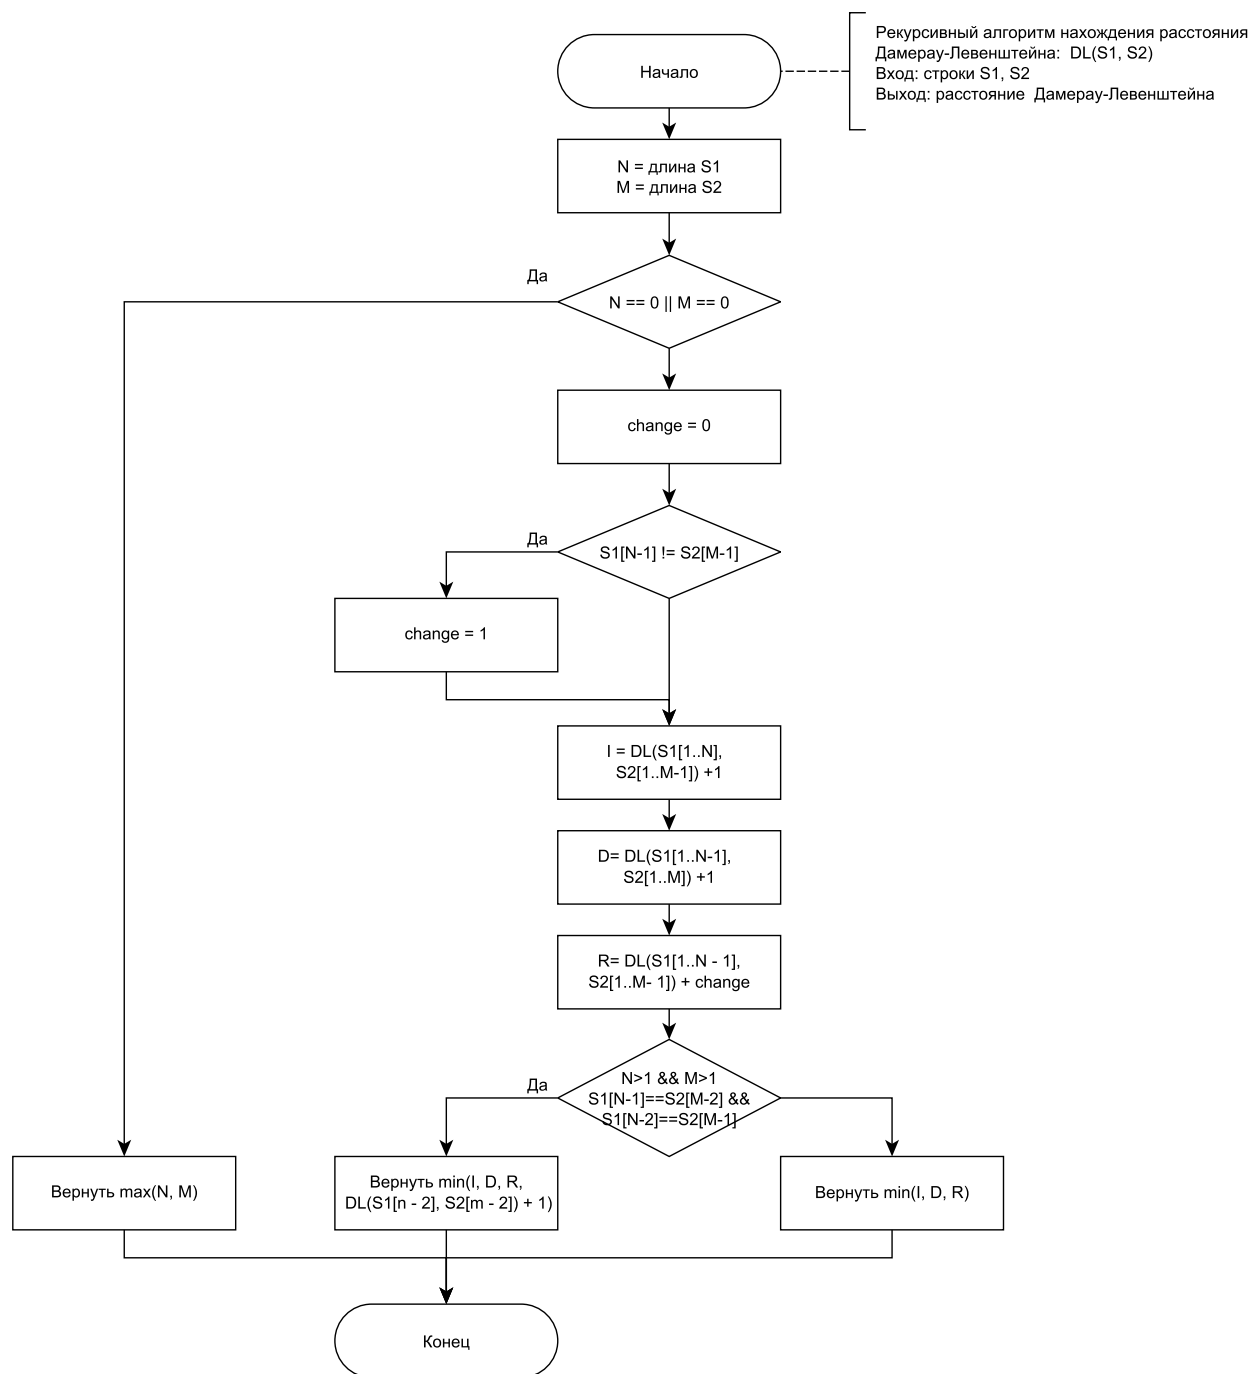 Рекурсивный алгоритм нахождения расстояния
Дамерау-Левенштейна:  DL(S1, S2)
Вход: строки S1, S2
Выход: расстояние  Дамерау-Левенштейна
Начало
N = длина S1
M = длина S2
Да
N == 0 || M == 0
change = 0
Да
S1[N-1] != S2[M-1]
change = 1
I = DL(S1[1..N],
S2[1..M-1]) +1
D= DL(S1[1..N-1],
S2[1..M]) +1
R= DL(S1[1..N - 1],
S2[1..M- 1]) + change
Да
N>1 && M>1
S1[N-1]==S2[M-2] &&
S1[N-2]==S2[M-1]
Вернуть max(N, M)
Вернуть min(I, D, R,
DL(S1[n - 2], S2[m - 2]) + 1)
Вернуть min(I, D, R)
Конец